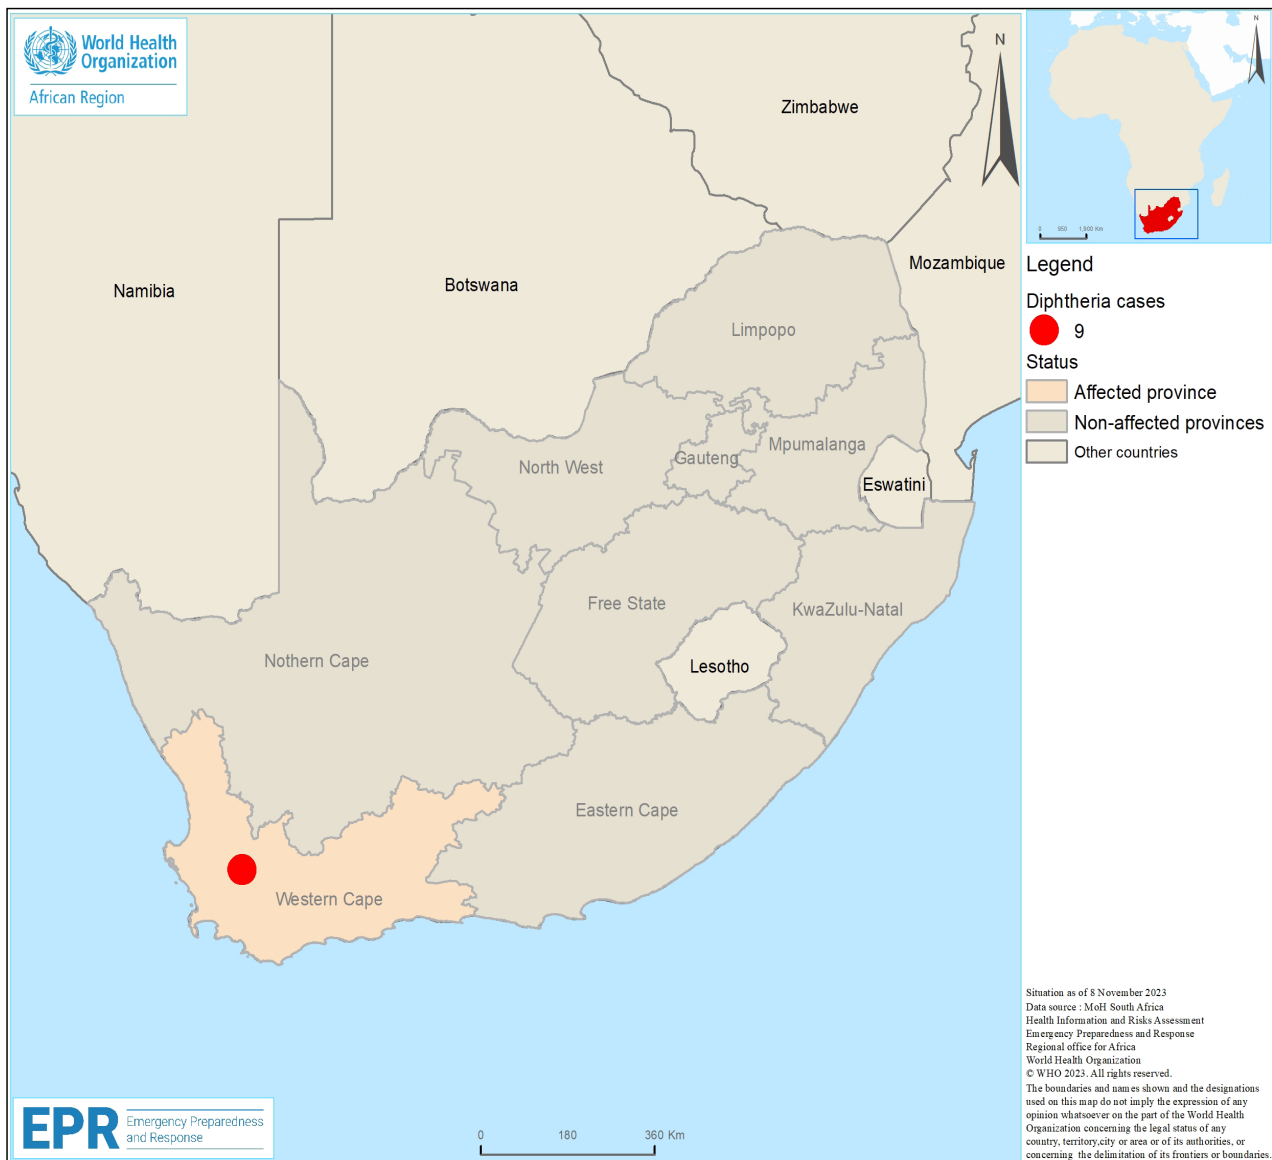 World Health
Organization
African Region
N
Zimbabwe
Mozambique
Namibia
Botswana
Limpopo
North West
Gauteng
Mpumalanga
Eswatini
Free State
KwaZulu-Natal
Lesotho
Nothern Cape
Eastern Cape
Western Cape
EPR
Emergency Preparedness
and Response
0 180 360 Km
N
0 950 1,900 Km
Legend
Diphtheria cases
9
Status
Affected province
Non-affected provinces
Other countries
Situation as of 8 November 2023
Data source : MoH South Africa
Health Information and Risks Assessment
Emergency Preparedness and Response
Regional office for Africa
World Health Organization
© WHO 2023. All rights reserved.
The boundaries and names shown and the designations
used on this map do not imply the expression of any
opinion whatsoever on the part of the World Health
Organization concerning the legal status of any
country, territory,city or area or of its authorities, or
concerning the delimitation of its frontiers or boundaries.